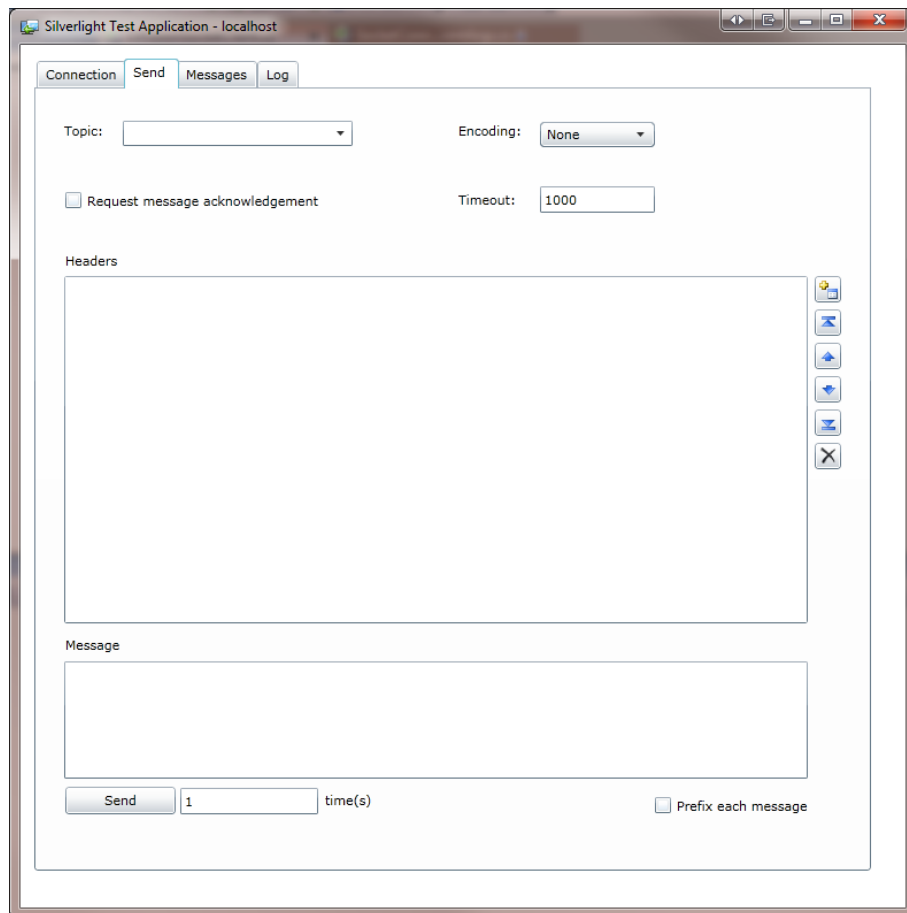 Silverlight Test Application - localhost
Connection Send Messages Log
Topic: Encoding: None
Request message acknowledgement Timeout: 1000
Headers
Message
Send 1 time(s) Prefix each message